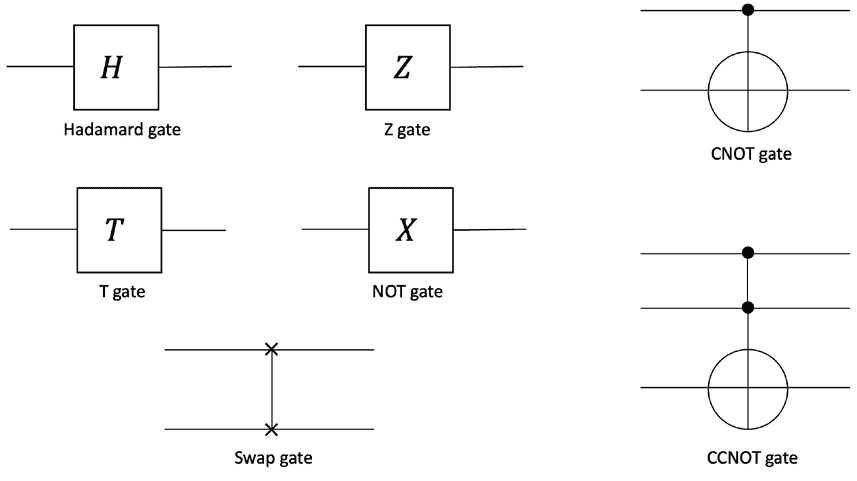 H
Hadamard gate
Z
Z gate
CNOT gate
T
T gate
X
NOT gate
Swap gate
CCNOT gate